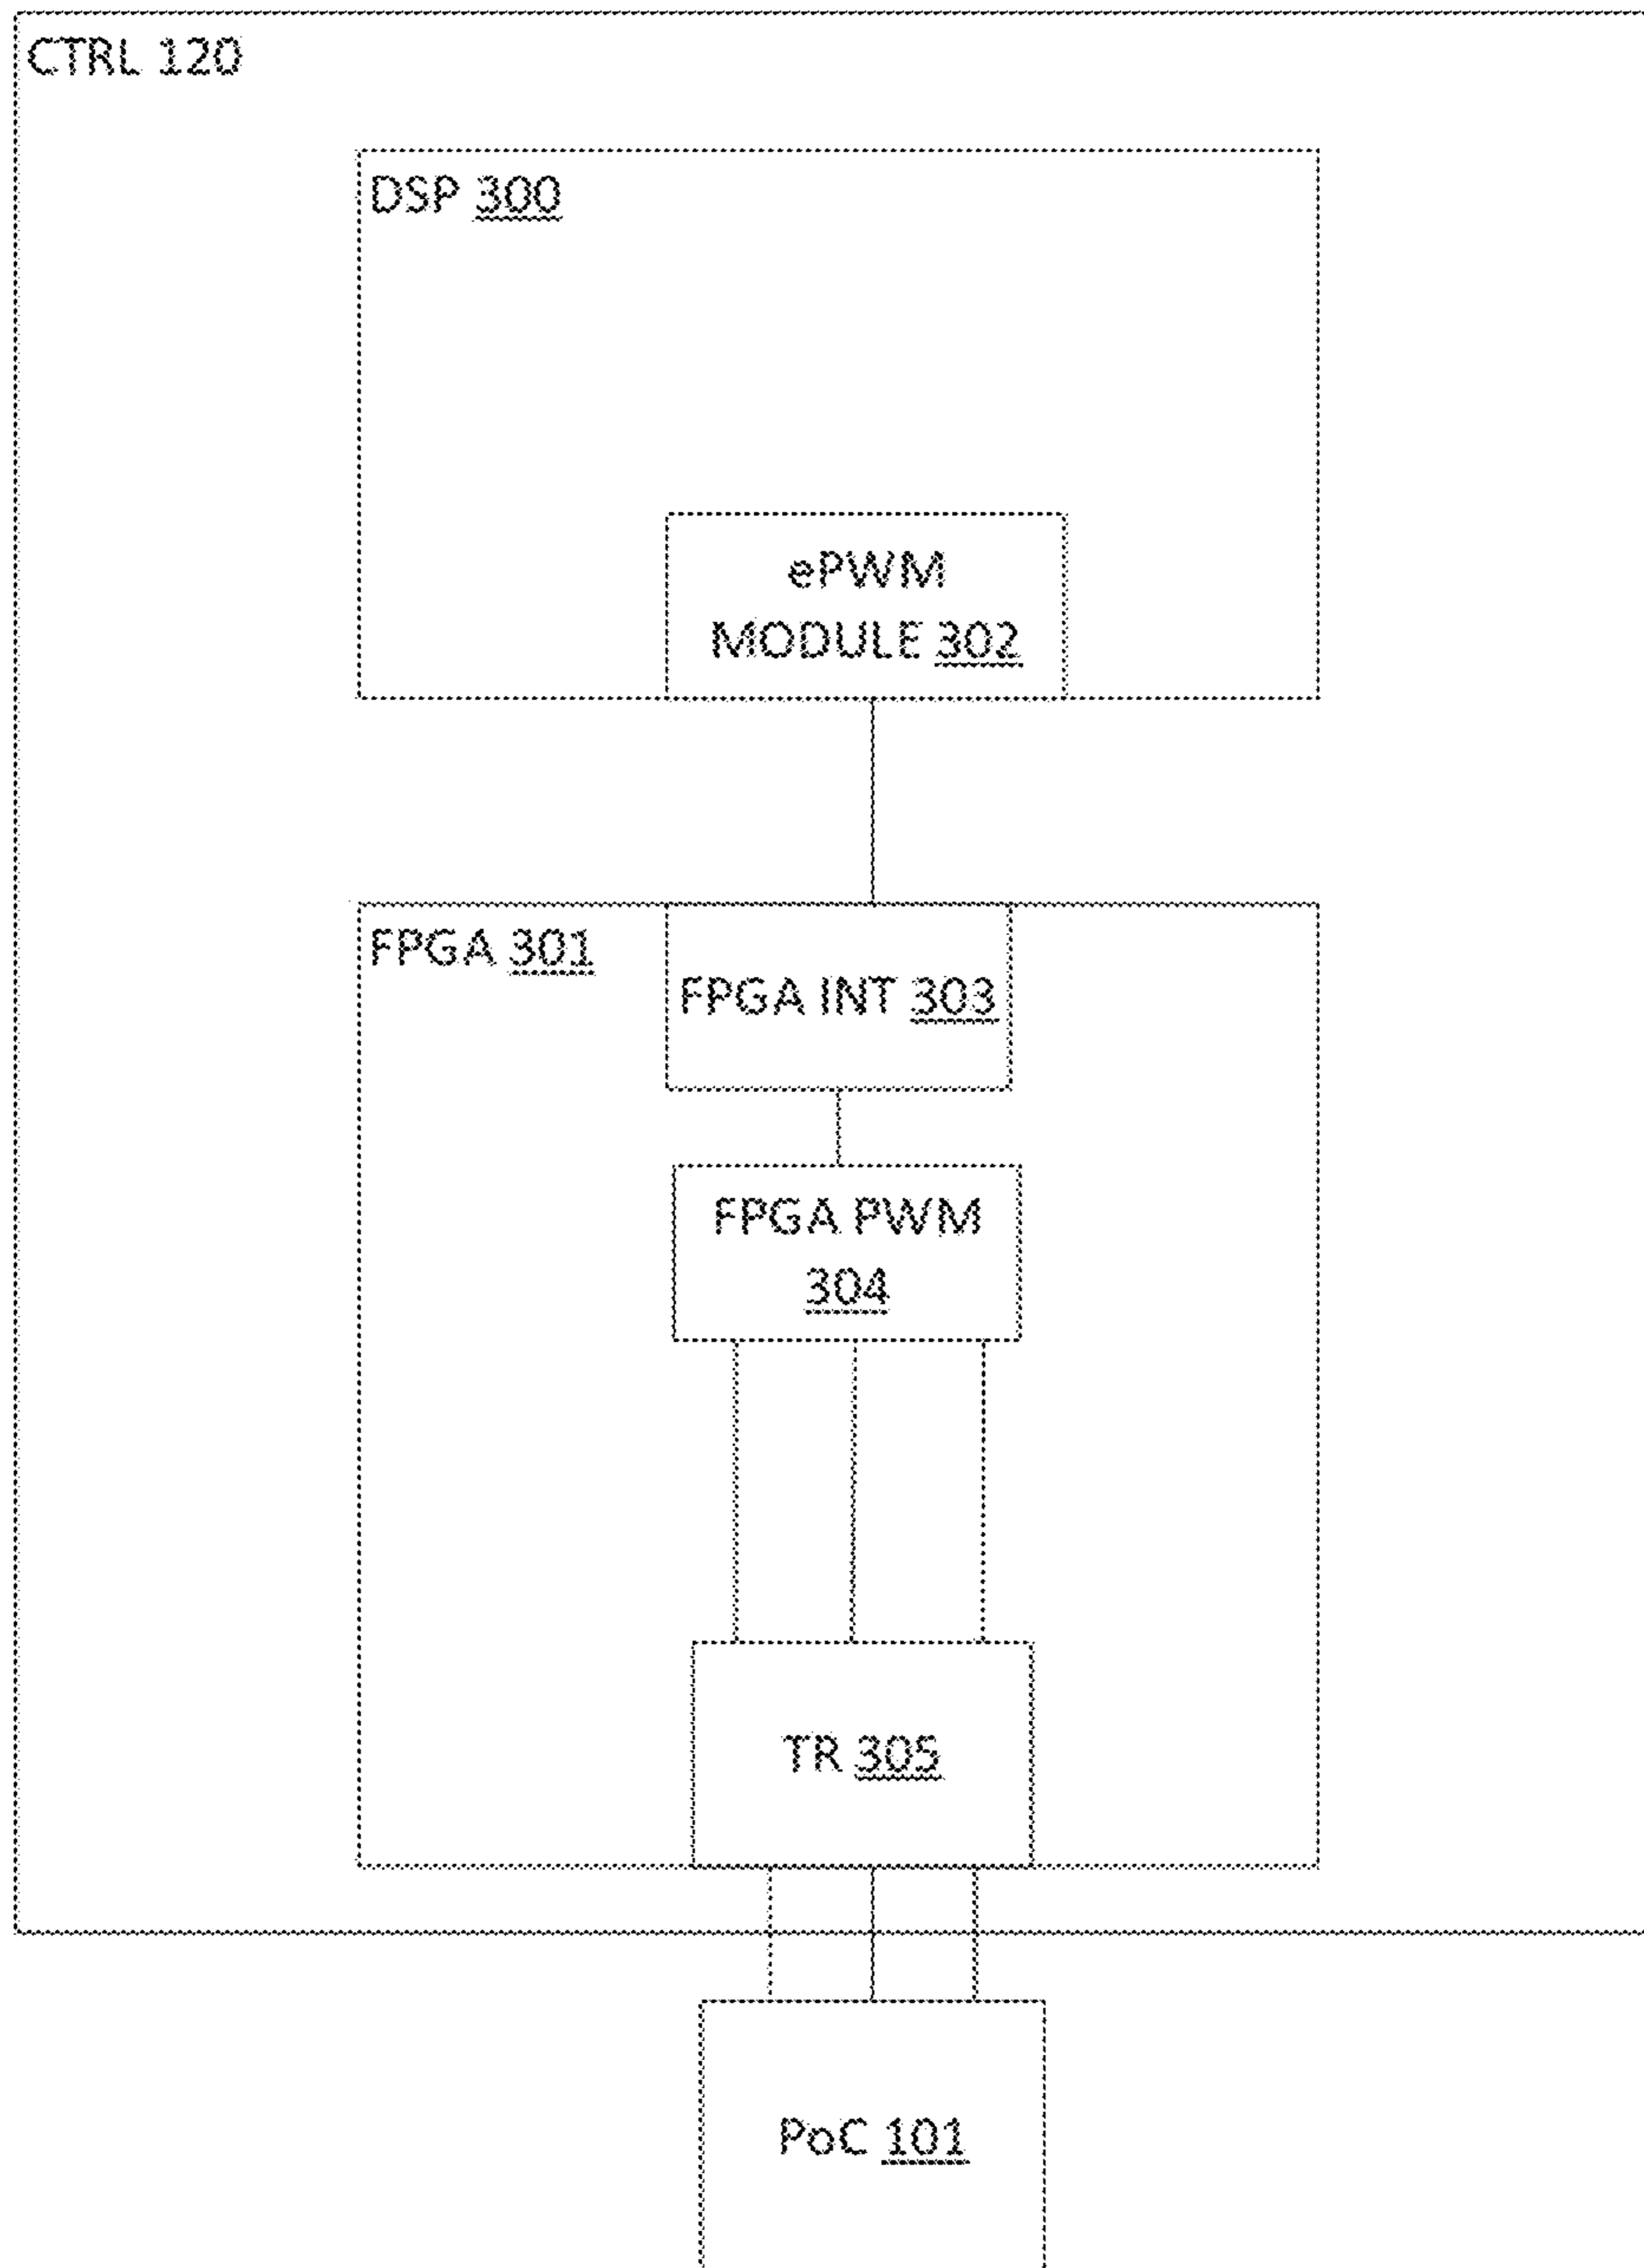 CTRL 120
DSP 300
ePWM
MODULE 302
FPGA 301
FPGA INT 303
FPGA PWM
304
TR 305
PoC 101